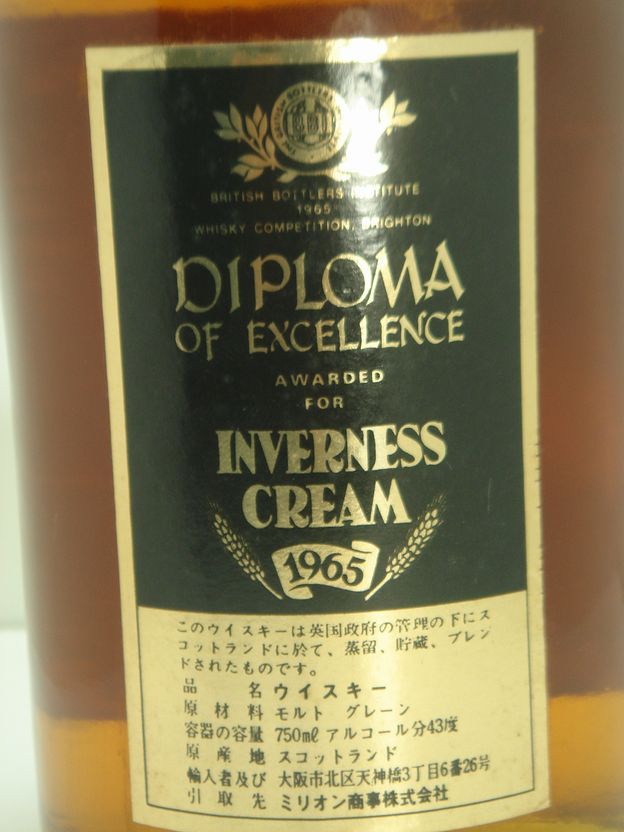 BRITISH BOTTLERS INSTITUTE
1965
WHISKY COMPETITION, BRIGHTON
DIPLOMA
OF EXCELLENCE
AWARDED
FOR
INVERNESS
CREAM
1965
このウイスキーは英国政府の管理の下にス
コットランドに於て、蒸留、貯蔵、ブレン
ドされたものです。
品名 ウイスキー
原材料 モルト グレーン
容器の容量 750㎖ アルコール分43度
原産地 スコットランド
輸入者及び 大阪市北区天神橋3丁目6番26号
引取先 ミリオン商事株式会社